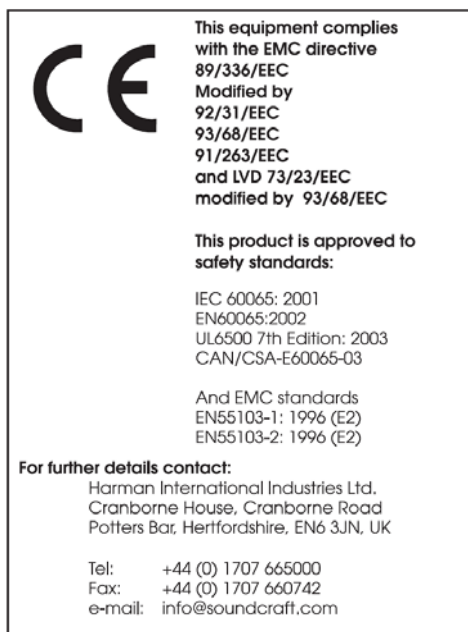 CE
This equipment complies
with the EMC directive
89/336/EEC
Modified by
92/31/EEC
93/68/EEC
91/263/EEC
and LVD 73/23/EEC
modified by 93/68/EEC
This product is approved to
safety standards:
IEC 60065: 2001
EN60065:2002
UL6500 7th Edition: 2003
CAN/CSA-E60065-03
And EMC standards
EN55103-1: 1996 (E2)
EN55103-2: 1996 (E2)
For further details contact:
Harman International Industries Ltd.
Cranborne House, Cranborne Road
Potters Bar, Hertfordshire, EN6 3JN, UK
Tel: +44 (0) 1707 665000
Fax: +44 (0) 1707 660742
e-mail: info@soundcraft.com